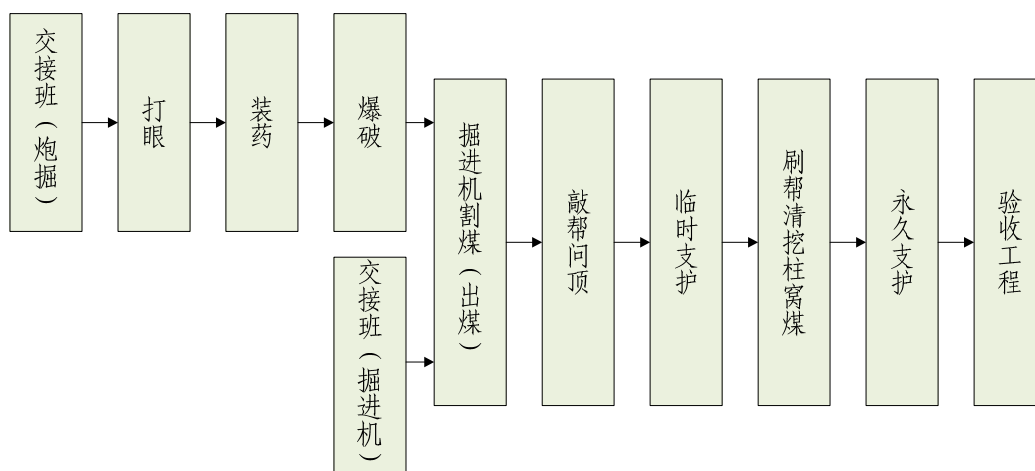 交接班（炮掘）
打眼
装药
爆破
掘进机割煤（出煤）
交接班（掘进机）
敲帮问顶
临时支护
刷帮清挖柱窝煤
永久支护
验收工程